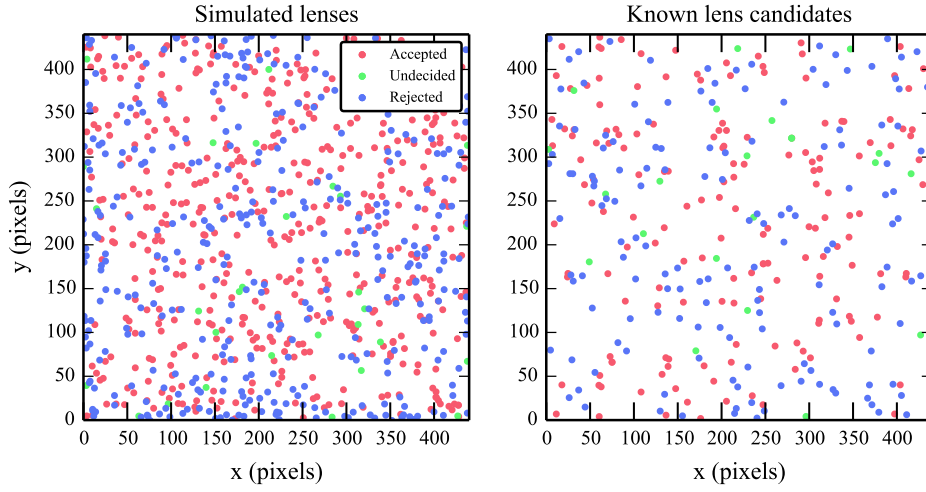 Simulated lenses
Known lens candidates
Accepted
Undecided
Rejected
y (pixels)
400
350
300
250
200
150
100
50
0
0 50 100 150 200 250 300 350 400
x (pixels)
400
350
300
250
200
150
100
50
0
0 50 100 150 200 250 300 350 400
x (pixels)